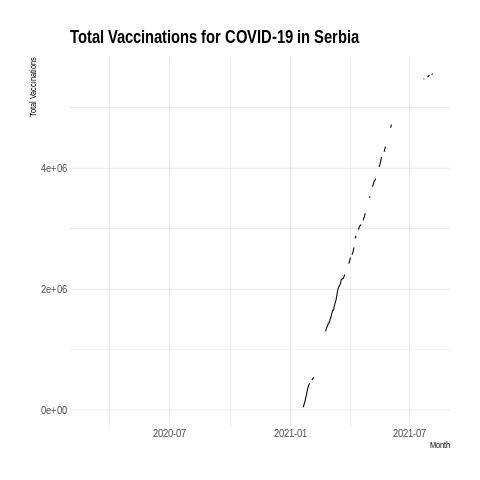 Total Vaccinations for COVID-19 in Serbia
Total Vaccinations
4e+06
2e+06
0e+00
2020-07
2021-01
2021-07
Month